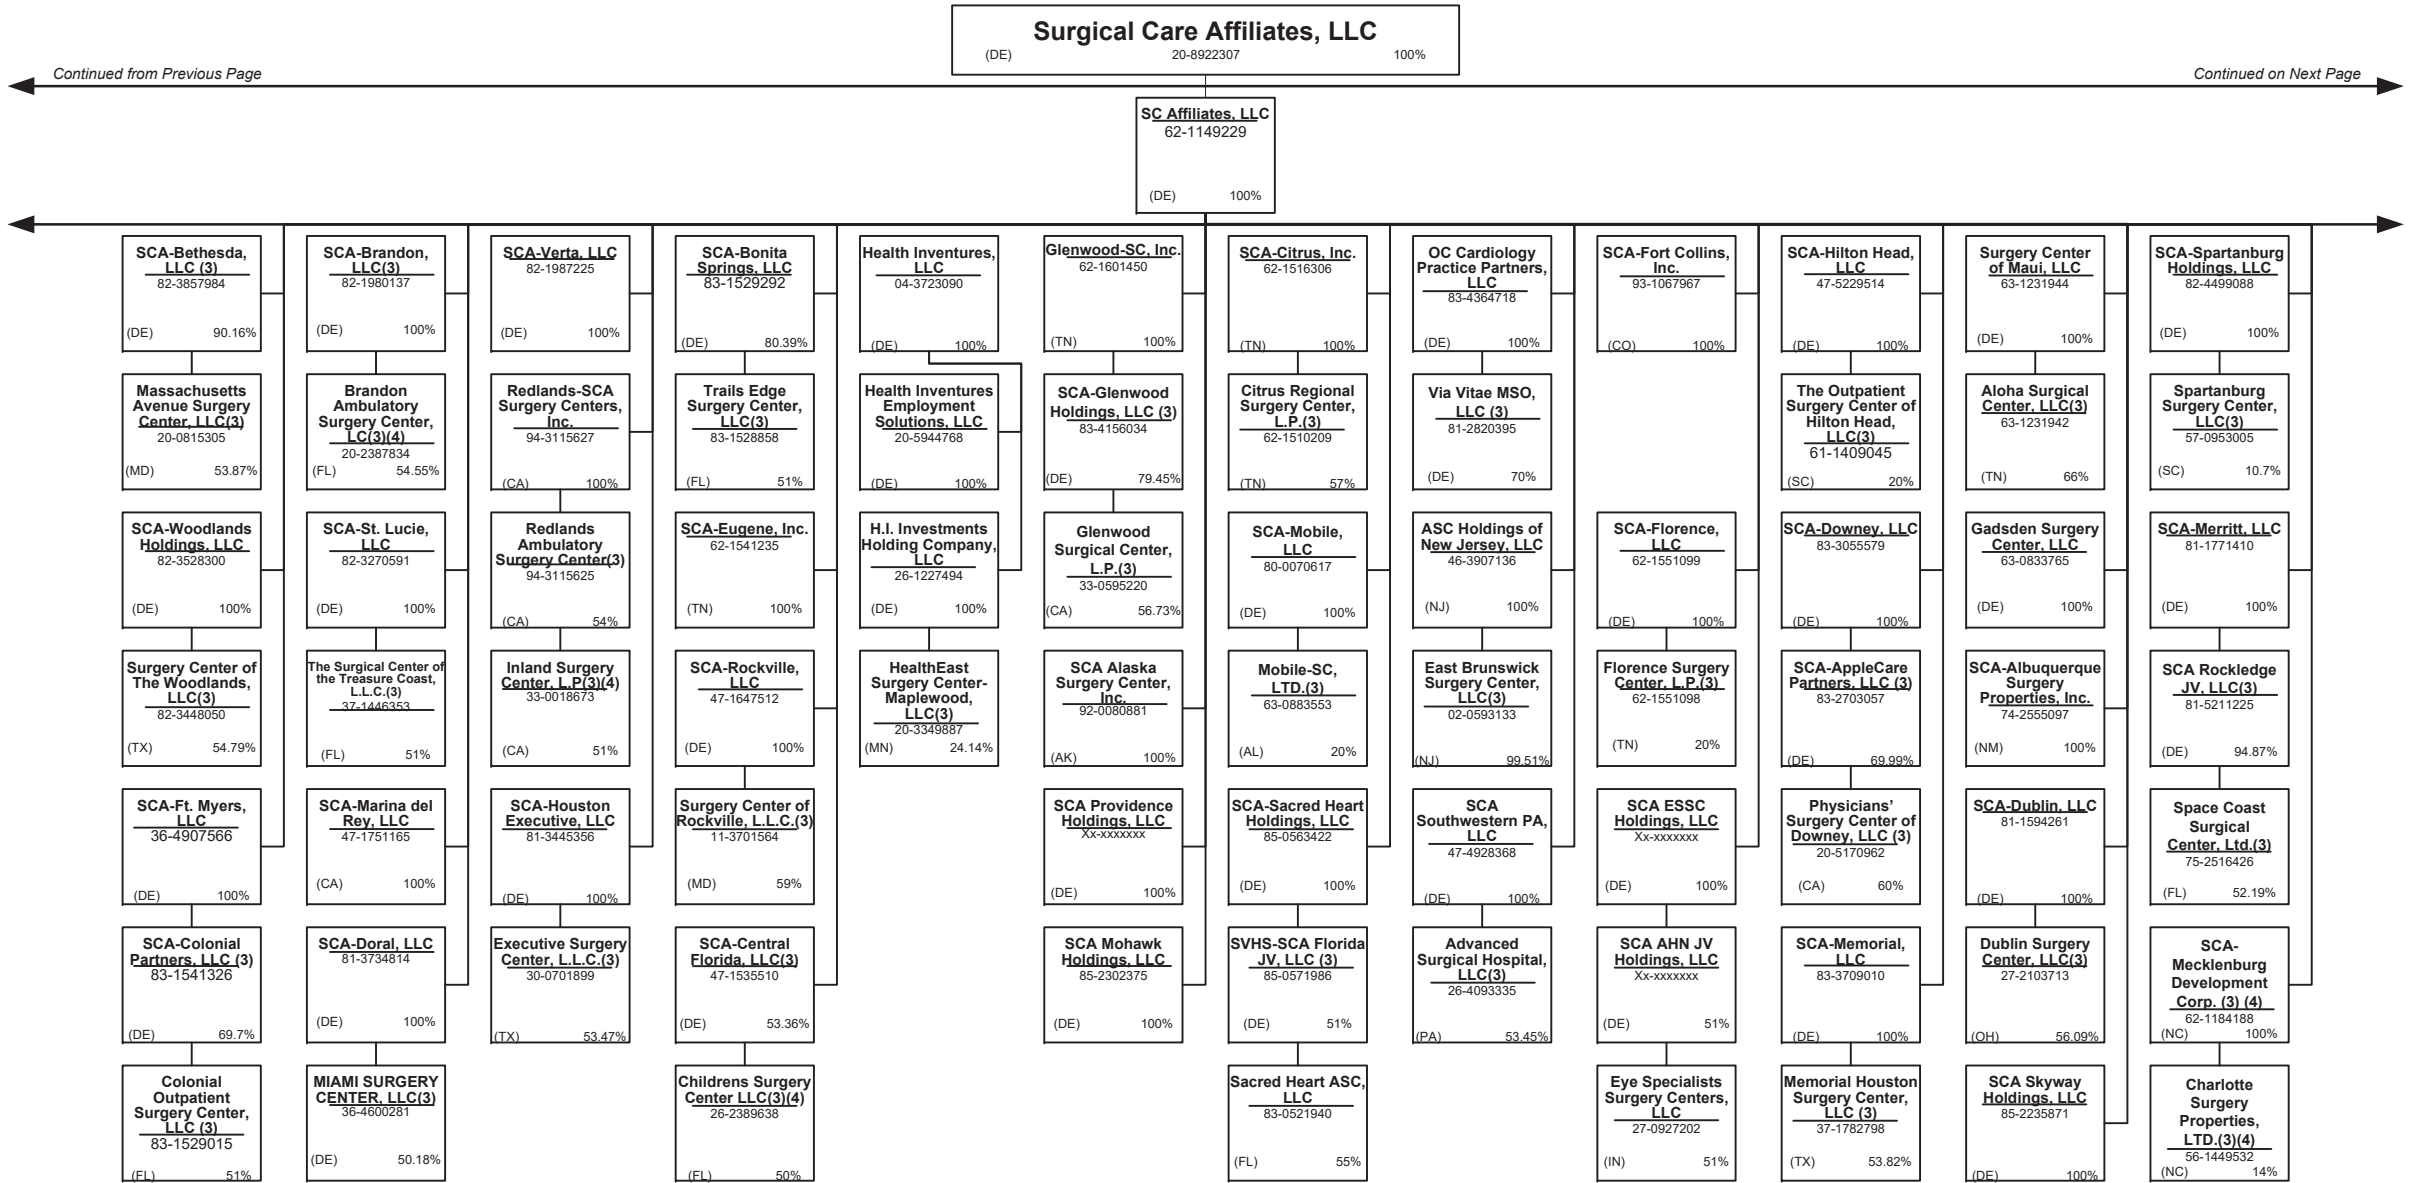 Surgical Care Affiliates, LLC
(DE) 20-8922307 100%
Continued from Previous Page
Continued on Next Page
SC Affiliates, LLC
62-1149229
(DE) 100%
SCA-Bethesda,
LLC (3)
82-3857984
(DE) 90.16%
Massachusetts
Avenue Surgery
Center, LLC(3)
20-0815305
(MD) 53.87%
SCA-Woodlands
Holdings, LLC
82-3528300
(DE) 100%
Surgery Center of
The Woodlands,
LLC(3)
82-3448050
(TX) 54.79%
SCA-Ft. Myers,
LLC
36-4907566
(DE) 100%
SCA-Colonial
Partners, LLC (3)
83-1541326
(DE) 69.7%
Colonial
Outpatient
Surgery Center,
LLC (3)
83-1529015
(FL) 51%
SCA-Brandon,
LLC(3)
82-1980137
(DE) 100%
Brandon
Ambulatory
Surgery Center,
LC(3)(4)
20-2387834
(FL) 54.55%
SCA-St. Lucie,
LLC
82-3270591
(DE) 100%
The Surgical Center of
the Treasure Coast,
L.L.C.(3)
37-1446353
(FL) 51%
SCA-Marina del
Rey, LLC
47-1751165
(CA) 100%
SCA-Doral, LLC
81-3734814
(DE) 100%
MIAMI SURGERY
CENTER, LLC(3)
36-4600281
(DE) 50.18%
SCA-Verta, LLC
82-1987225
(DE) 100%
Redlands-SCA
Surgery Centers,
Inc.
94-3115627
(CA) 100%
Redlands
Ambulatory
Surgery Center(3)
94-3115625
(CA) 54%
Inland Surgery
Center, L.P(3)(4)
33-0018673
(CA) 51%
SCA-Houston
Executive, LLC
81-3445356
(DE) 100%
Executive Surgery
Center, L.L.C.(3)
30-0701899
(TX) 53.47%
SCA-Bonita
Springs, LLC
83-1529292
(DE) 80.39%
Trails Edge
Surgery Center,
LLC(3)
83-1528858
(FL) 51%
SCA-Eugene, Inc.
62-1541235
(TN) 100%
SCA-Rockville,
LLC
47-1647512
(DE) 100%
Surgery Center of
Rockville, L.L.C.(3)
11-3701564
(MD) 59%
SCA-Central
Florida, LLC(3)
47-1535510
(DE) 53.36%
Childrens Surgery
Center LLC(3)(4)
26-2389638
(FL) 50%
Health Inventures,
LLC
04-3723090
(DE) 100%
Health Inventures
Employment
Solutions, LLC
20-5944768
(DE) 100%
H.I. Investments
Holding Company,
LLC
26-1227494
(DE) 100%
HealthEast
Surgery Center-
Maplewood,
LLC(3)
20-3349887
(MN) 24.14%
Glenwood-SC, Inc.
62-1601450
(TN) 100%
SCA-Glenwood
Holdings, LLC (3)
83-4156034
(DE) 79.45%
Glenwood
Surgical Center,
L.P.(3)
33-0595220
(CA) 56.73%
SCA Alaska
Surgery Center,
Inc.
92-0080881
(AK) 100%
SCA Providence
Holdings, LLC
Xx-xxxxxxx
(DE) 100%
SCA Mohawk
Holdings, LLC
85-2302375
(DE) 100%
SCA-Citrus, Inc.
62-1516306
(TN) 100%
Citrus Regional
Surgery Center,
L.P.(3)
62-1510209
(TN) 57%
SCA-Mobile,
LLC
80-0070617
(DE) 100%
Mobile-SC,
LTD.(3)
63-0883553
(AL) 20%
SCA-Sacred Heart
Holdings, LLC
85-0563422
(DE) 100%
SVHS-SCA Florida
JV, LLC (3)
85-0571986
(DE) 51%
Sacred Heart ASC,
LLC
83-0521940
(FL) 55%
OC Cardiology
Practice Partners,
LLC
83-4364718
(DE) 100%
Via Vitae MSO,
LLC (3)
81-2820395
(DE) 70%
ASC Holdings of
New Jersey, LLC
46-3907136
(NJ) 100%
East Brunswick
Surgery Center,
LLC(3)
02-0593133
(NJ) 99.51%
SCA
Southwestern PA,
LLC
47-4928368
(DE) 100%
Advanced
Surgical Hospital,
LLC(3)
26-4093335
(PA) 53.45%
SCA-Fort Collins,
Inc.
93-1067967
(CO) 100%
SCA-Florence,
LLC
62-1551099
(DE) 100%
Florence Surgery
Center, L.P.(3)
62-1551098
(TN) 20%
SCA ESSC
Holdings, LLC
Xx-xxxxxxx
(DE) 100%
SCA AHN JV
Holdings, LLC
Xx-xxxxxxx
(DE) 51%
Eye Specialists
Surgery Centers,
LLC
27-0927202
(IN) 51%
SCA-Hilton Head,
LLC
47-5229514
(DE) 100%
The Outpatient
Surgery Center of
Hilton Head,
LLC(3)
61-1409045
(SC) 20%
SCA-Downey, LLC
83-3055579
(DE) 100%
SCA-AppleCare
Partners, LLC (3)
83-2703057
(DE) 69.99%
Physicians’
Surgery Center of
Downey, LLC (3)
20-5170962
(CA) 60%
SCA-Memorial,
LLC
83-3709010
(DE) 100%
Memorial Houston
Surgery Center,
LLC (3)
37-1782798
(TX) 53.82%
Surgery Center
of Maui, LLC
63-1231944
(DE) 100%
Aloha Surgical
Center, LLC(3)
63-1231942
(TN) 66%
Gadsden Surgery
Center, LLC
63-0833765
(DE) 100%
SCA-Albuquerque
Surgery
Properties, Inc.
74-2555097
(NM) 100%
SCA-Dublin, LLC
81-1594261
(DE) 100%
Dublin Surgery
Center, LLC(3)
27-2103713
(OH) 56.09%
SCA Skyway
Holdings, LLC
85-2235871
(DE) 100%
SCA-Spartanburg
Holdings, LLC
82-4499088
(DE) 100%
Spartanburg
Surgery Center,
LLC(3)
57-0953005
(SC) 10.7%
SCA-Merritt, LLC
81-1771410
(DE) 100%
SCA Rockledge
JV, LLC(3)
81-5211225
(DE) 94.87%
Space Coast
Surgical
Center, Ltd.(3)
75-2516426
(FL) 52.19%
SCA-
Mecklenburg
Development
Corp. (3) (4)
62-1184188
(NC) 100%
Charlotte
Surgery
Properties,
LTD.(3)(4)
56-1449532
(NC) 14%